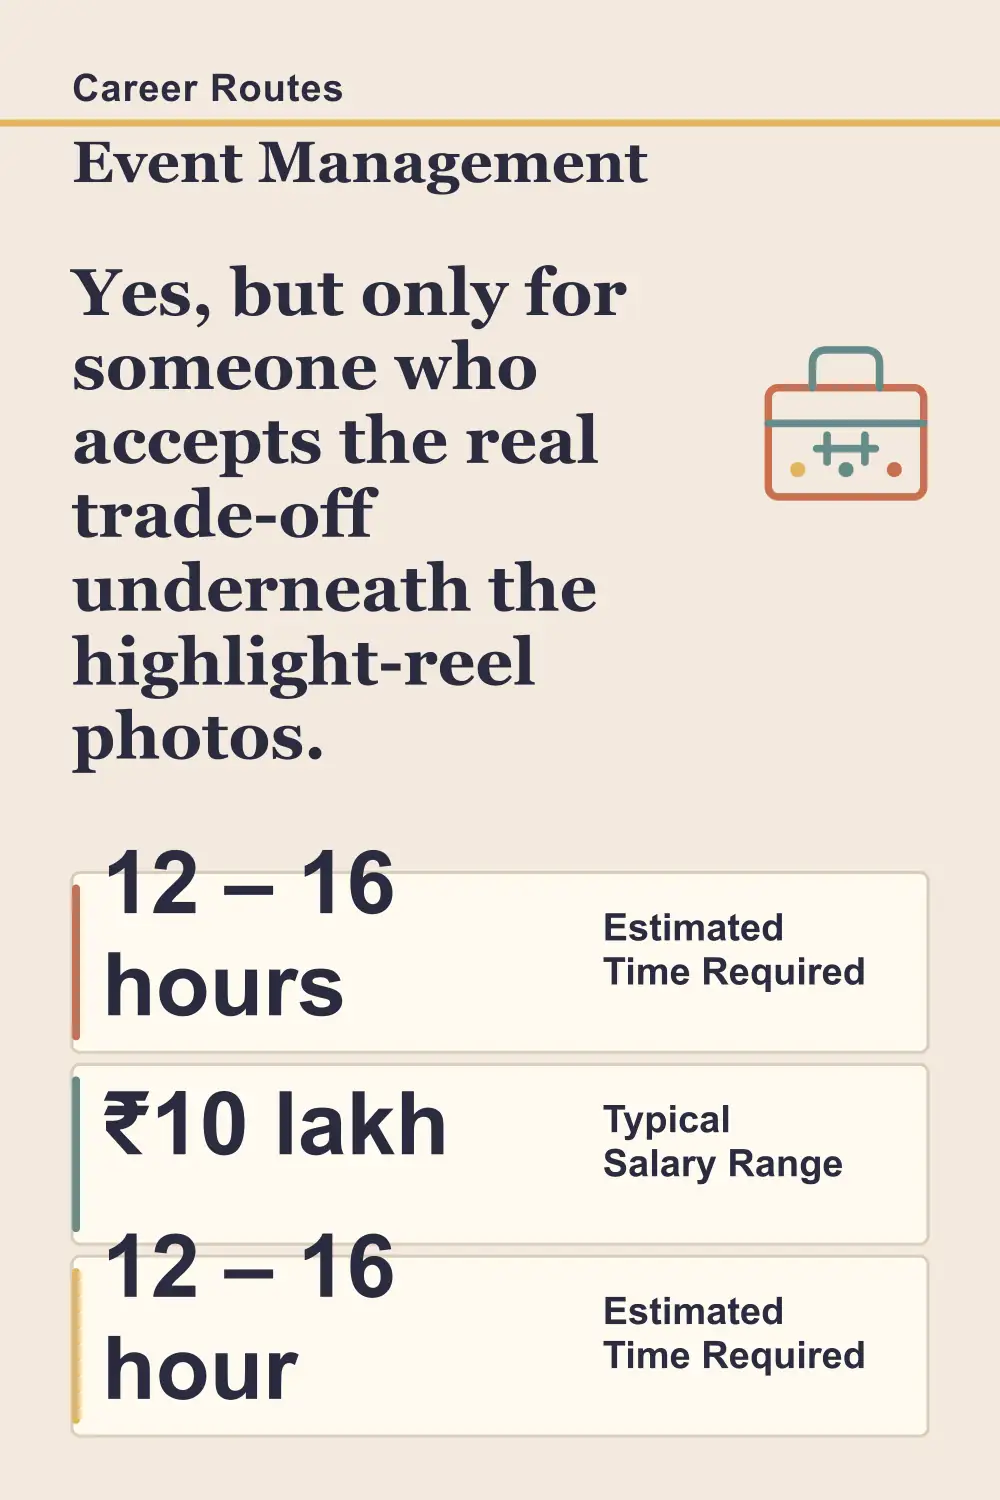 Career Routes
Event Management
Yes, but only for
someone who
accepts the real
trade-off
underneath the
highlight-reel
photos.
12 – 16
hours
Estimated
Time Required
₹10 lakh
Typical
Salary Range
12 – 16
hour
Estimated
Time Required